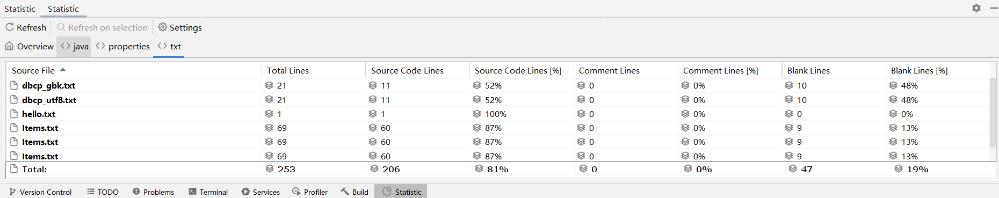 Statistic Statistic
Refresh Refresh on selection Settings
Overview java properties txt
Source File Total Lines Source Code Lines Source Code Lines [%] Comment Lines Comment Lines [%] Blank Lines Blank Lines [%]
dbcp_gbk.txt 21 11 52% 0 0% 10 48%
dbcp_utf8.txt 21 11 52% 0 0% 10 48%
hello.txt 1 1 100% 0 0% 0 0%
Items.txt 69 60 87% 0 0% 9 13%
Items.txt 69 60 87% 0 0% 9 13%
Items.txt 69 60 87% 0 0% 9 13%
Total: 253 206 81% 0 0% 47 19%
Version Control TODO Problems Terminal Services Profiler Build Statistic